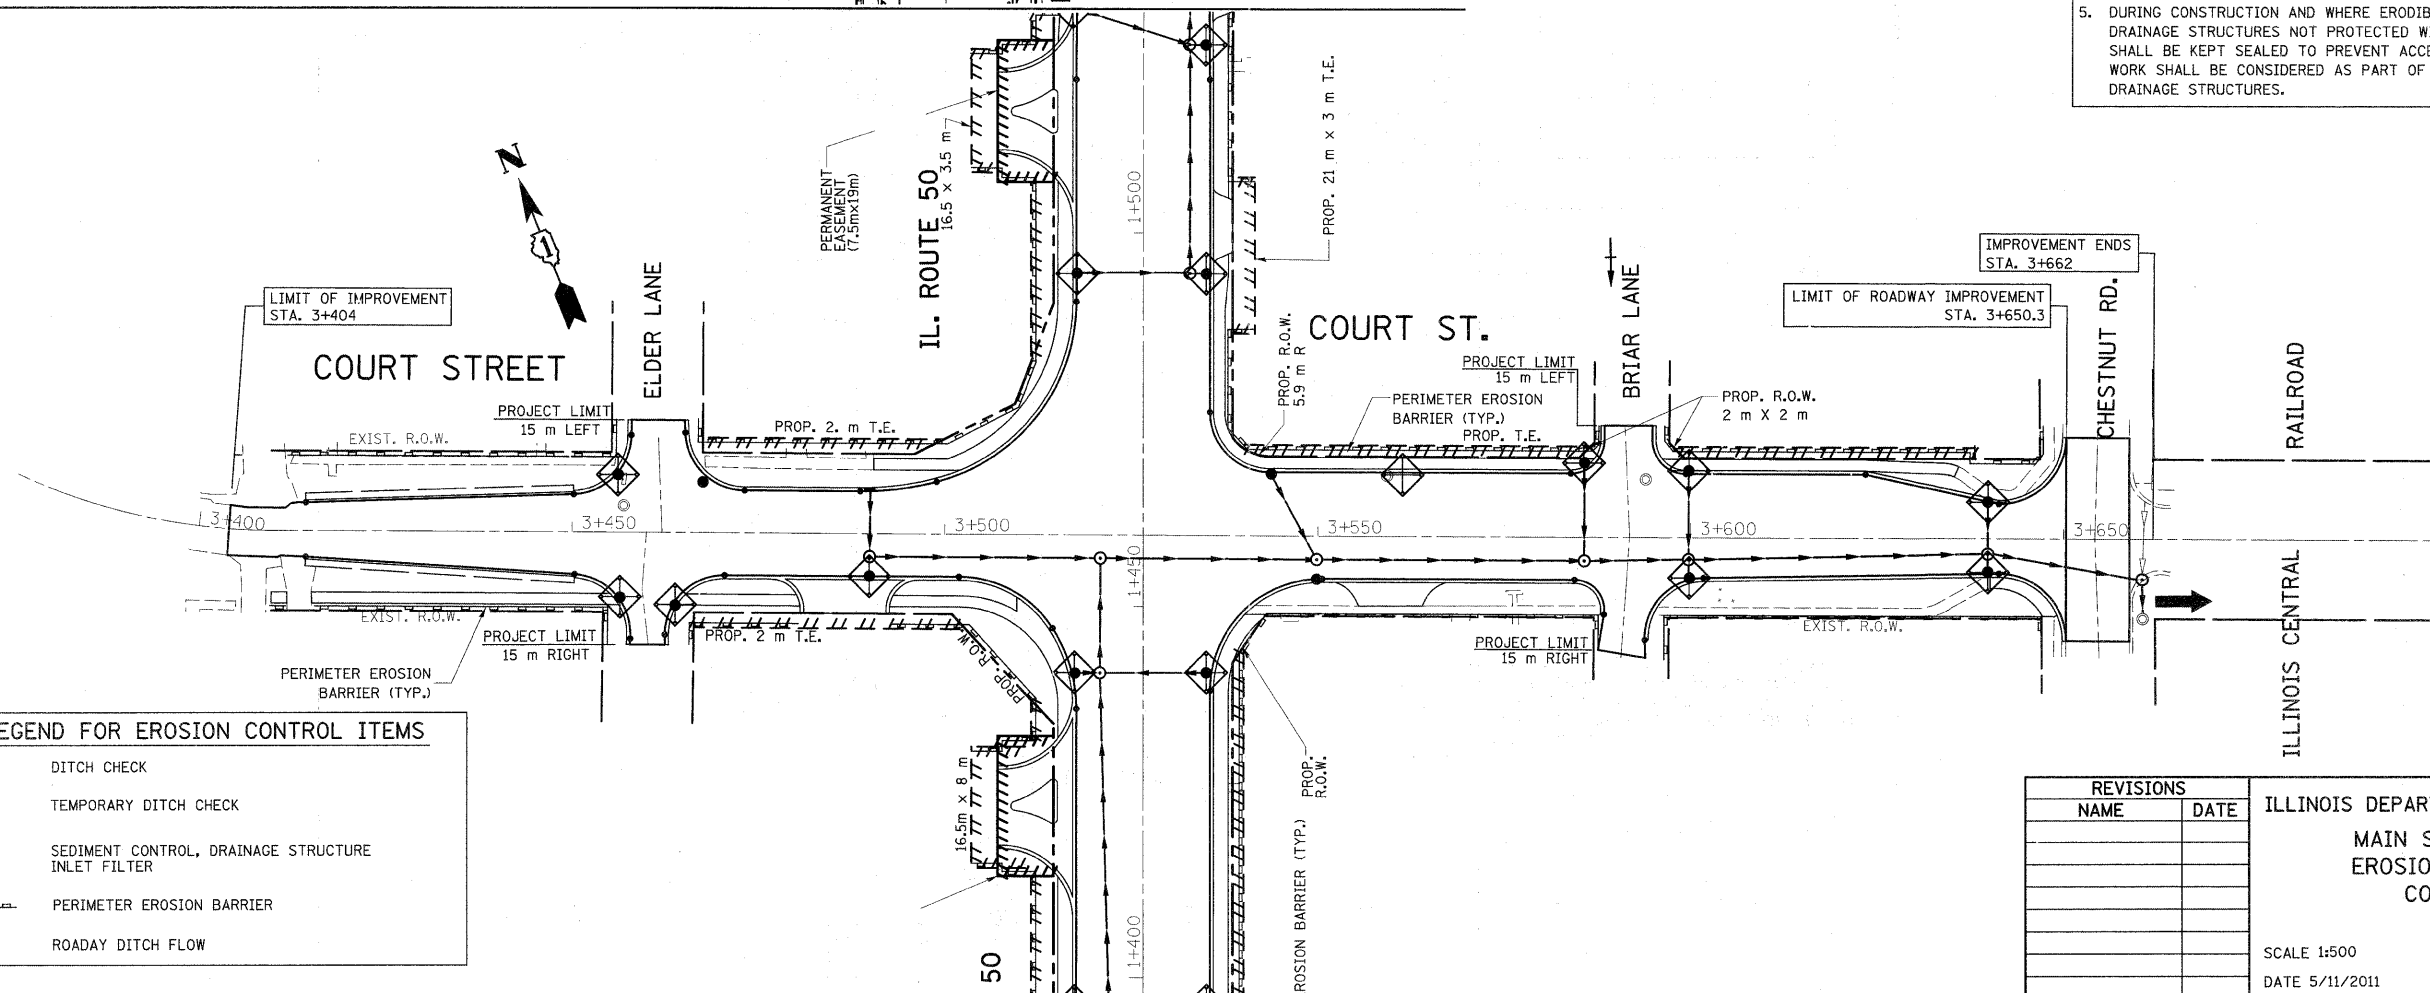 5. DURING CONSTRUCTION AND WHERE ERODIB
DRAINAGE STRUCTURES NOT PROTECTED W
SHALL BE KEPT SEALED TO PREVENT ACCE
WORK SHALL BE CONSIDERED AS PART OF
DRAINAGE STRUCTURES.
N
1
PERMANENT
EASEMENT
(7.5mx19m)
IL. ROUTE 50
16.5 x 3.5 m
1+500
PROP. 21 m x 3 m T.E.
LIMIT OF IMPROVEMENT
STA. 3+404
COURT STREET
ELDER LANE
PROJECT LIMIT
15 m LEFT
EXIST. R.O.W.
PROP. 2. m T.E.
PROP. R.O.W.
5.9 m R
COURT ST.
PERIMETER EROSION
BARRIER (TYP.)
PROP. T.E.
PROJECT LIMIT
15 m LEFT
BRIAR LANE
PROP. R.O.W.
2 m X 2 m
LIMIT OF ROADWAY IMPROVEMENT
STA. 3+650.3
IMPROVEMENT ENDS
STA. 3+662
CHESTNUT RD.
RAILROAD
ILLINOIS CENTRAL
3+400
3+450
3+500
3+550
3+600
3+650
1+450
EXIST. R.O.W.
PROJECT LIMIT
15 m RIGHT
PROP. 2 m T.E.
PROP. R.O.W.
PERIMETER EROSION
BARRIER (TYP.)
PROJECT LIMIT
15 m RIGHT
EXIST. R.O.W.
PROP.
R.O.W.
16.5m x 8 m
ROSION BARRIER (TYP.)
1+400
50
EGEND FOR EROSION CONTROL ITEMS
DITCH CHECK
TEMPORARY DITCH CHECK
SEDIMENT CONTROL, DRAINAGE STRUCTURE
INLET FILTER
PERIMETER EROSION BARRIER
ROADAY DITCH FLOW
REVISIONS
NAME DATE
ILLINOIS DEPAR
MAIN S
EROSIO
CO
SCALE 1:500
DATE 5/11/2011